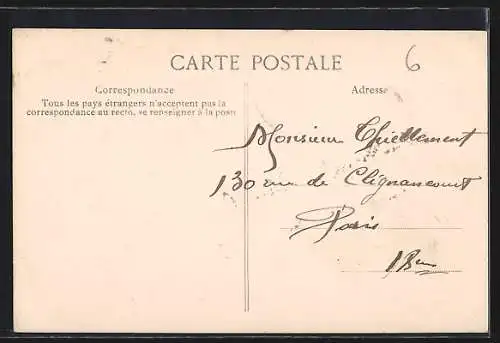 CARTE POSTALE
6
Correspondance
Tous les pays étrangers n'acceptent pas la
correspondance au recto, se renseigner à la poste
Adresse
Monsieur Thiellement
130 rue de Clignancourt
Paris
18me